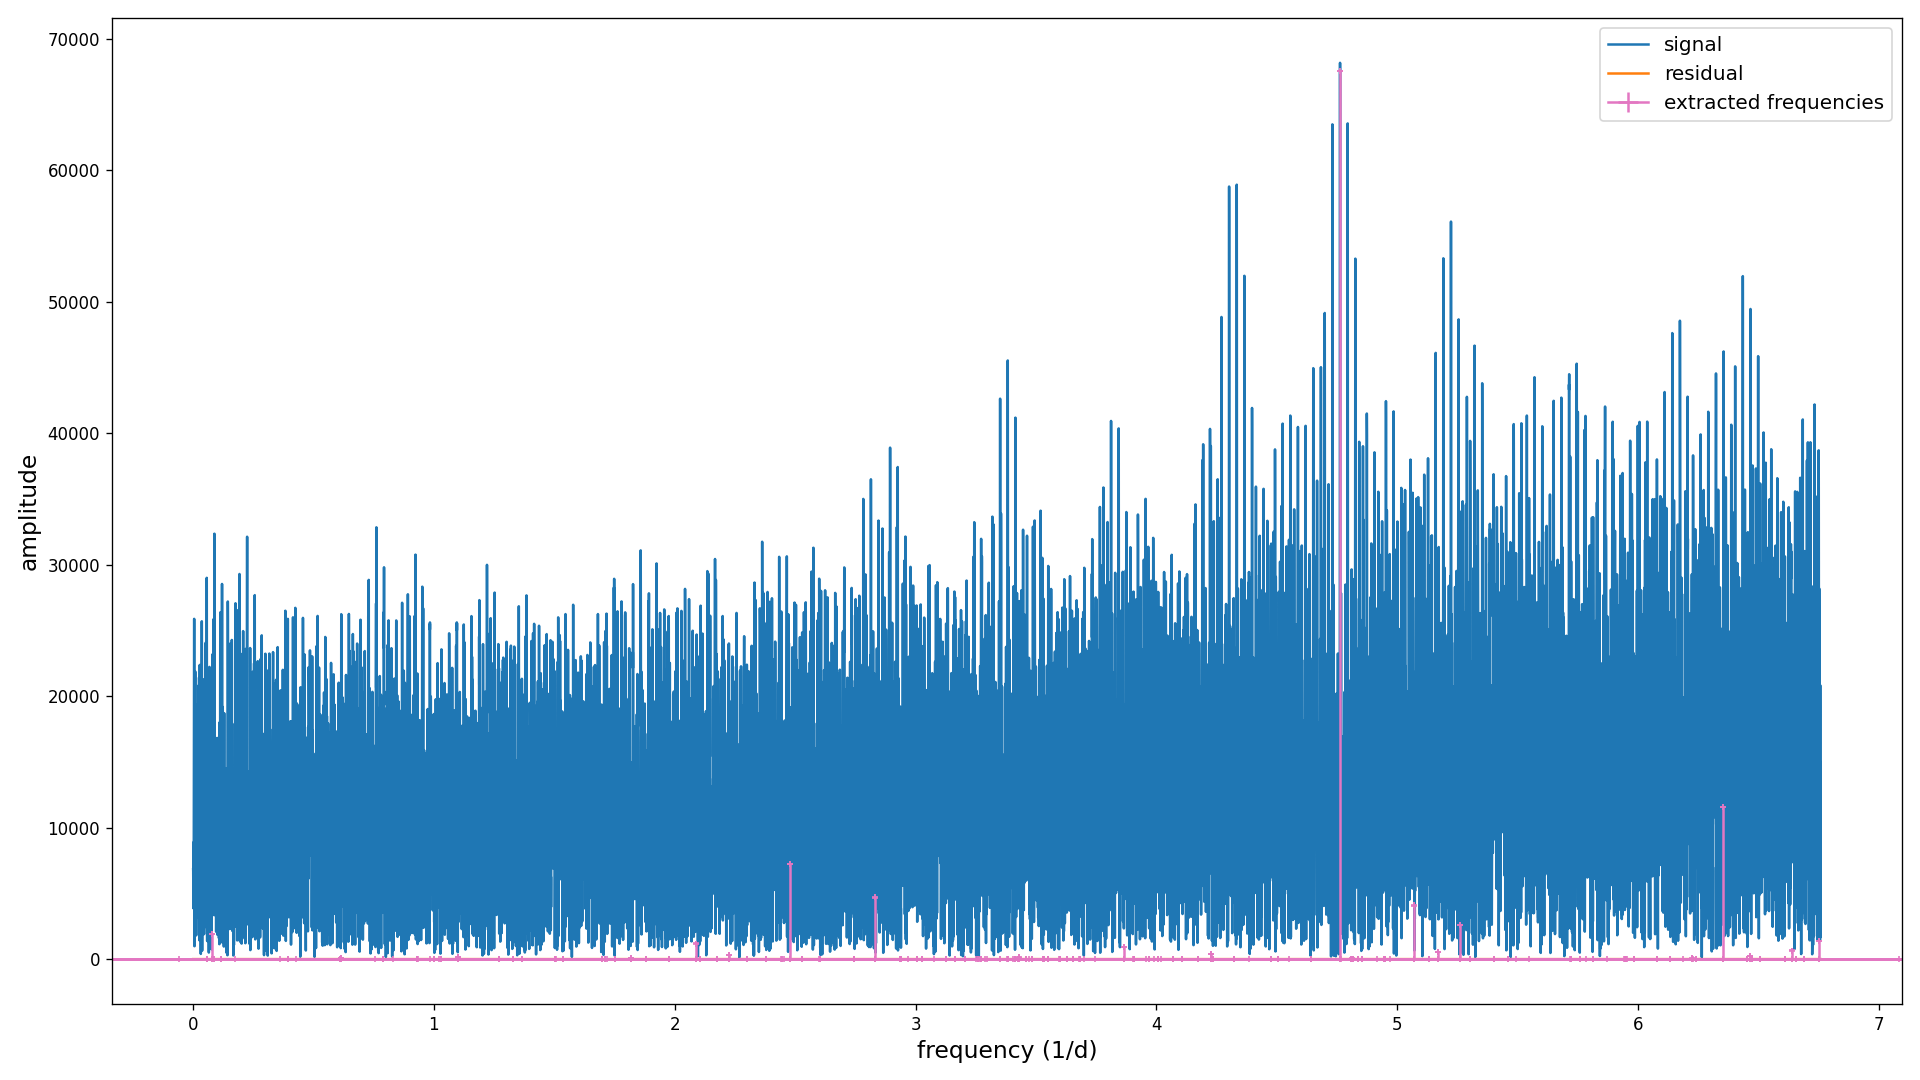 70000
60000
50000
40000
30000
20000
10000
0
amplitude
0 1 2 3 4 5 6 7
frequency (1/d)
signal
residual
extracted frequencies